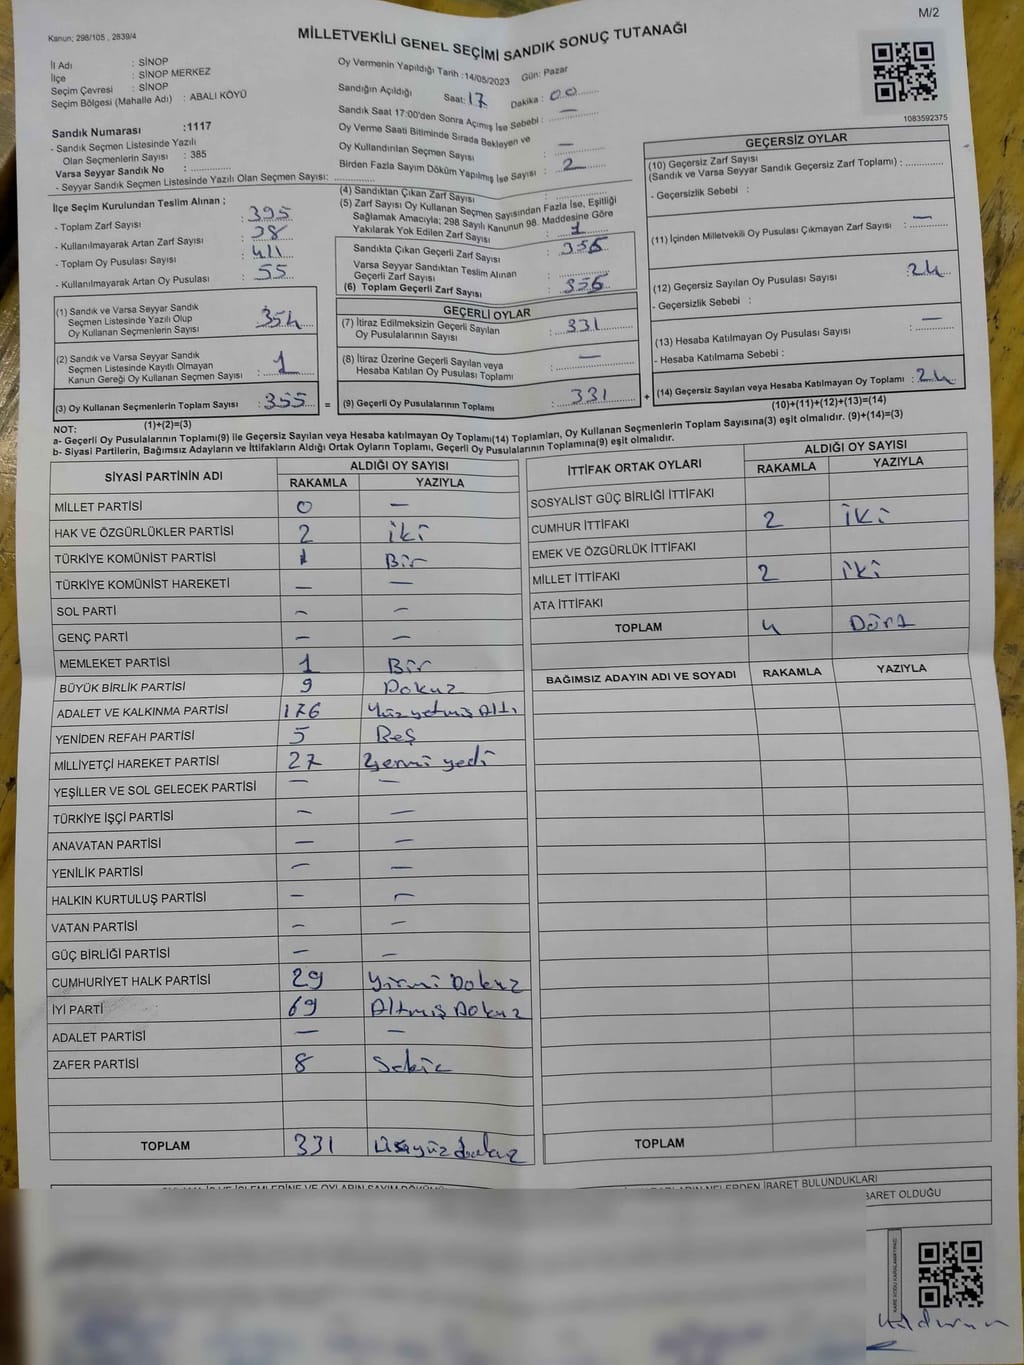 M/2
Kanun; 298/105 , 2839/4
MİLLETVEKİLİ GENEL SEÇİMİ SANDIK SONUÇ TUTANAĞI
İl Adı : SİNOP
İlçe : SİNOP MERKEZ
Seçim Çevresi : SİNOP
Seçim Bölgesi (Mahalle Adı) : ABALI KÖYÜ
Sandık Numarası :1117
- Sandık Seçmen Listesinde Yazılı
Olan Seçmenlerin Sayısı : 385
Varsa Seyyar Sandık No :
- Seyyar Sandık Seçmen Listesinde Yazılı Olan Seçmen Sayısı:
Oy Vermenin Yapıldığı Tarih :14/05/2023 Gün: Pazar
Sandığın Açıldığı Saat: 17 Dakika : 00
Sandık Saat 17:00'den Sonra Açmış İse Sebebi : —
Oy Verme Saati Bitiminde Sırada Bekleyen ve
Oy Kullandırılan Seçmen Sayısı : —
Birden Fazla Sayım Döküm Yapılmış İse Sayısı : 2
1083592375
İlçe Seçim Kurulundan Teslim Alınan ;
- Toplam Zarf Sayısı : 395
- Kullanılmayarak Artan Zarf Sayısı : 38
- Toplam Oy Pusulası Sayısı : 411
- Kullanılmayarak Artan Oy Pusulası : 55
(1) Sandık ve Varsa Seyyar Sandık
Seçmen Listesinde Yazılı Olup
Oy Kullanan Seçmenlerin Sayısı : 354
(2) Sandık ve Varsa Seyyar Sandık
Seçmen Listesinde Kayıtlı Olmayan
Kanun Gereği Oy Kullanan Seçmen Sayısı : 1
(3) Oy Kullanan Seçmenlerin Toplam Sayısı : 355 =
(1)+(2)=(3)
(4) Sandıktan Çıkan Zarf Sayısı :
(5) Zarf Sayısı Oy Kullanan Seçmen Sayısından Fazla İse, Eşitliği
Sağlamak Amacıyla; 298 Sayılı Kanunun 98. Maddesine Göre
Yakılarak Yok Edilen Zarf Sayısı : 1
Sandıkta Çıkan Geçerli Zarf Sayısı : 356
Varsa Seyyar Sandıktan Teslim Alınan
Geçerli Zarf Sayısı :
(6) Toplam Geçerli Zarf Sayısı : 356
GEÇERLİ OYLAR
(7) İtiraz Edilmeksizin Geçerli Sayılan
Oy Pusulalarının Sayısı : 331
(8) İtiraz Üzerine Geçerli Sayılan veya
Hesaba Katılan Oy Pusulası Toplamı : —
(9) Geçerli Oy Pusulalarının Toplamı : 331 +
GEÇERSİZ OYLAR
(10) Geçersiz Zarf Sayısı
(Sandık ve Varsa Seyyar Sandık Geçersiz Zarf Toplamı) :
- Geçersizlik Sebebi :
(11) İçinden Milletvekili Oy Pusulası Çıkmayan Zarf Sayısı : —
(12) Geçersiz Sayılan Oy Pusulası Sayısı : 24
- Geçersizlik Sebebi :
(13) Hesaba Katılmayan Oy Pusulası Sayısı : —
- Hesaba Katılmama Sebebi :
(14) Geçersiz Sayılan veya Hesaba Katılmayan Oy Toplamı : 24
(10)+(11)+(12)+(13)=(14)
NOT:
a- Geçerli Oy Pusulalarının Toplamı(9) ile Geçersiz Sayılan veya Hesaba katılmayan Oy Toplamı(14) Toplamları, Oy Kullanan Seçmenlerin Toplam Sayısına(3) eşit olmalıdır. (9)+(14)=(3)
b- Siyasi Partilerin, Bağımsız Adayların ve İttifakların Aldığı Ortak Oyların Toplamı, Geçerli Oy Pusulalarının Toplamına(9) eşit olmalıdır.
SİYASİ PARTİNİN ADI ALDIĞI OY SAYISI
RAKAMLA YAZIYLA
MİLLET PARTİSİ 0 —
HAK VE ÖZGÜRLÜKLER PARTİSİ 2 iki
TÜRKİYE KOMÜNİST PARTİSİ 1 Bir
TÜRKİYE KOMÜNİST HAREKETİ — —
SOL PARTİ — —
GENÇ PARTİ — —
MEMLEKET PARTİSİ 1 Bir
BÜYÜK BİRLİK PARTİSİ 9 Dokuz
ADALET VE KALKINMA PARTİSİ 176 Yüzyetmiş Altı
YENİDEN REFAH PARTİSİ 5 Beş
MİLLİYETÇİ HAREKET PARTİSİ 27 yedi
YEŞİLLER VE SOL GELECEK PARTİSİ — —
TÜRKİYE İŞÇİ PARTİSİ — —
ANAVATAN PARTİSİ — —
YENİLİK PARTİSİ — —
HALKIN KURTULUŞ PARTİSİ — —
VATAN PARTİSİ — —
GÜÇ BİRLİĞİ PARTİSİ — —
CUMHURİYET HALK PARTİSİ 29 Yirmi Dokuz
İYİ PARTİ 69 Altmış Dokuz
ADALET PARTİSİ — —
ZAFER PARTİSİ 8 Sekiz
TOPLAM 331
İTTİFAK ORTAK OYLARI ALDIĞI OY SAYISI
RAKAMLA YAZIYLA
SOSYALİST GÜÇ BİRLİĞİ İTTİFAKI
CUMHUR İTTİFAKI 2 iki
EMEK VE ÖZGÜRLÜK İTTİFAKI
MİLLET İTTİFAKI 2 iki
ATA İTTİFAKI
TOPLAM 4 Dört
BAĞIMSIZ ADAYIN ADI VE SOYADI RAKAMLA YAZIYLA
TOPLAM
NELERDEN İBARET BULUNDUKLARI
BARET OLDUĞU